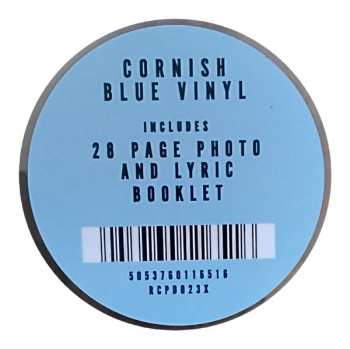 CORNISH
BLUE VINYL
INCLUDES
28 PAGE PHOTO
AND LYRIC
BOOKLET
5053760116516
RCPD023X